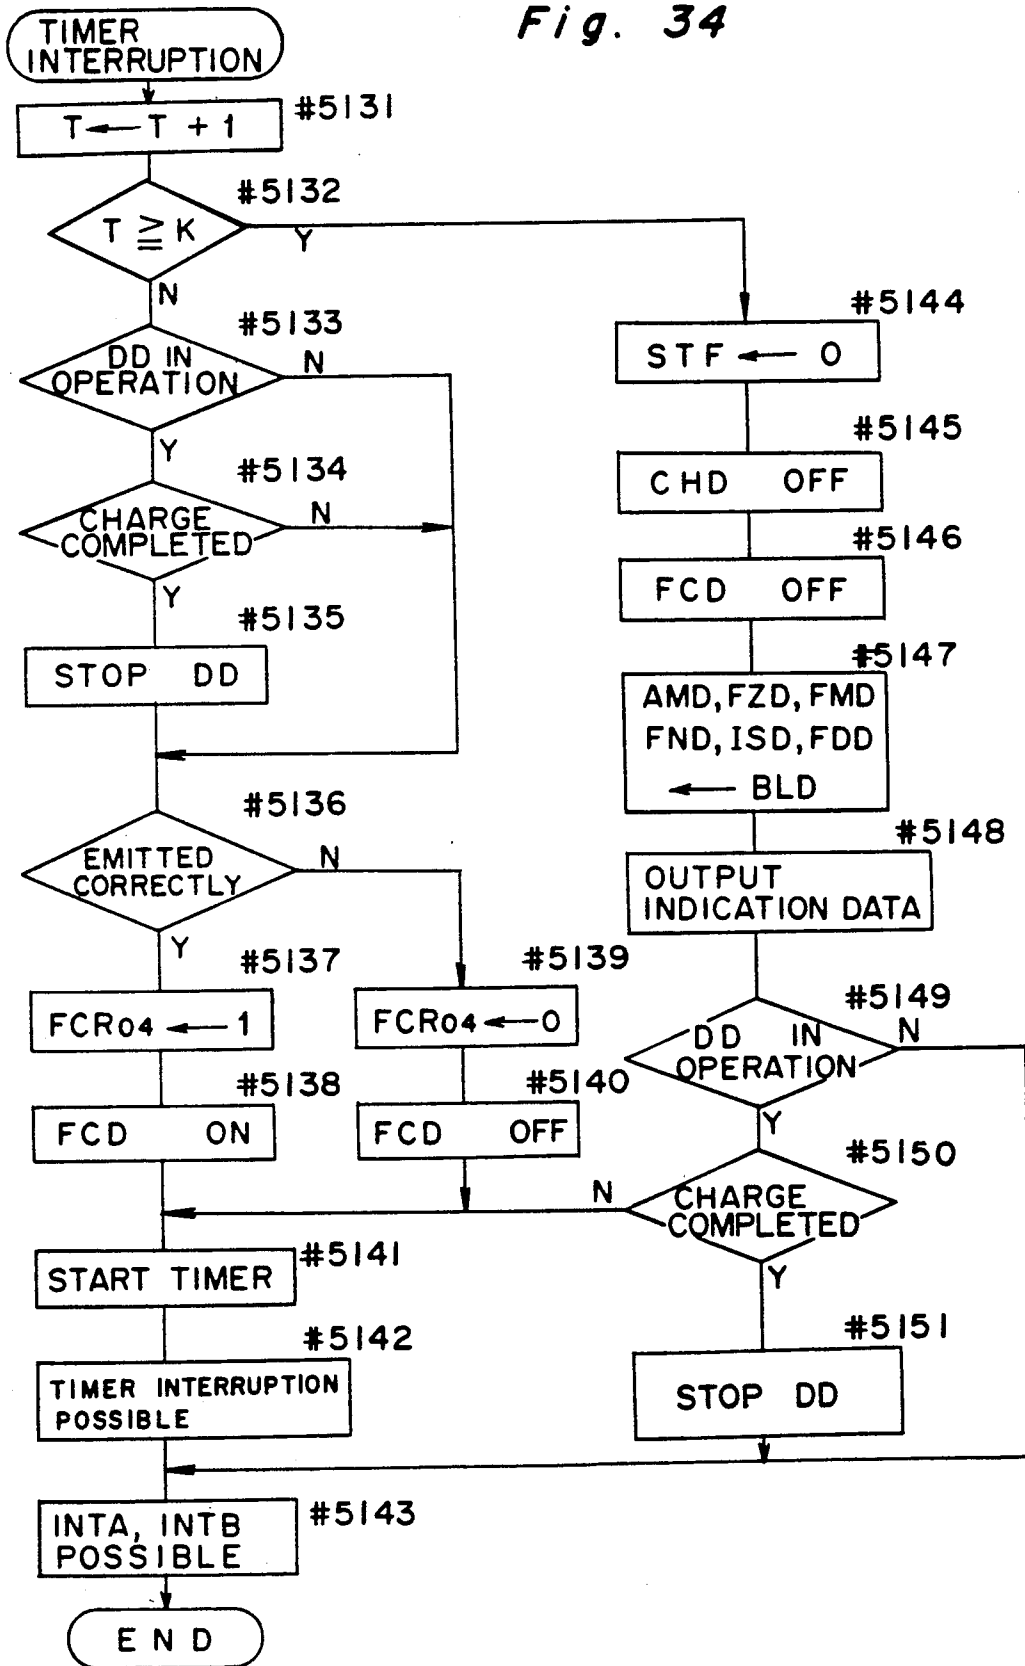 Fig. 34
TIMER
INTERRUPTION
#5131
T ← T + 1
#5132
T ≧ K
Y
N
#5133
DD IN
OPERATION
N
Y
#5134
CHARGE
COMPLETED
N
Y
#5135
STOP DD
#5136
EMITTED
CORRECTLY
N
Y
#5137
FCR04 ← 1
#5138
FCD ON
#5139
FCR04 ← 0
#5140
FCD OFF
#5141
START TIMER
#5142
TIMER INTERRUPTION
POSSIBLE
#5143
INTA, INTB
POSSIBLE
END
#5144
STF ← 0
#5145
CHD OFF
#5146
FCD OFF
#5147
AMD, FZD, FMD
FND, ISD, FDD
← BLD
#5148
OUTPUT
INDICATION DATA
#5149
DD IN
OPERATION
N
Y
#5150
CHARGE
COMPLETED
N
Y
#5151
STOP DD